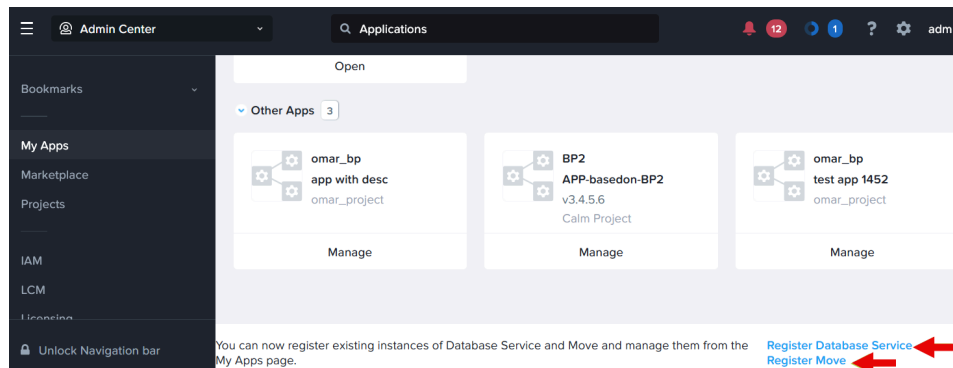 Admin Center
Applications
12
1
?
adm
Open
Bookmarks
Other Apps 3
My Apps
Marketplace
Projects
IAM
LCM
Licensing
Unlock Navigation bar
omar_bp
app with desc
omar_project
Manage
BP2
APP-basedon-BP2
v3.4.5.6
Calm Project
Manage
omar_bp
test app 1452
omar_project
Manage
You can now register existing instances of Database Service and Move and manage them from the
My Apps page.
Register Database Service
Register Move